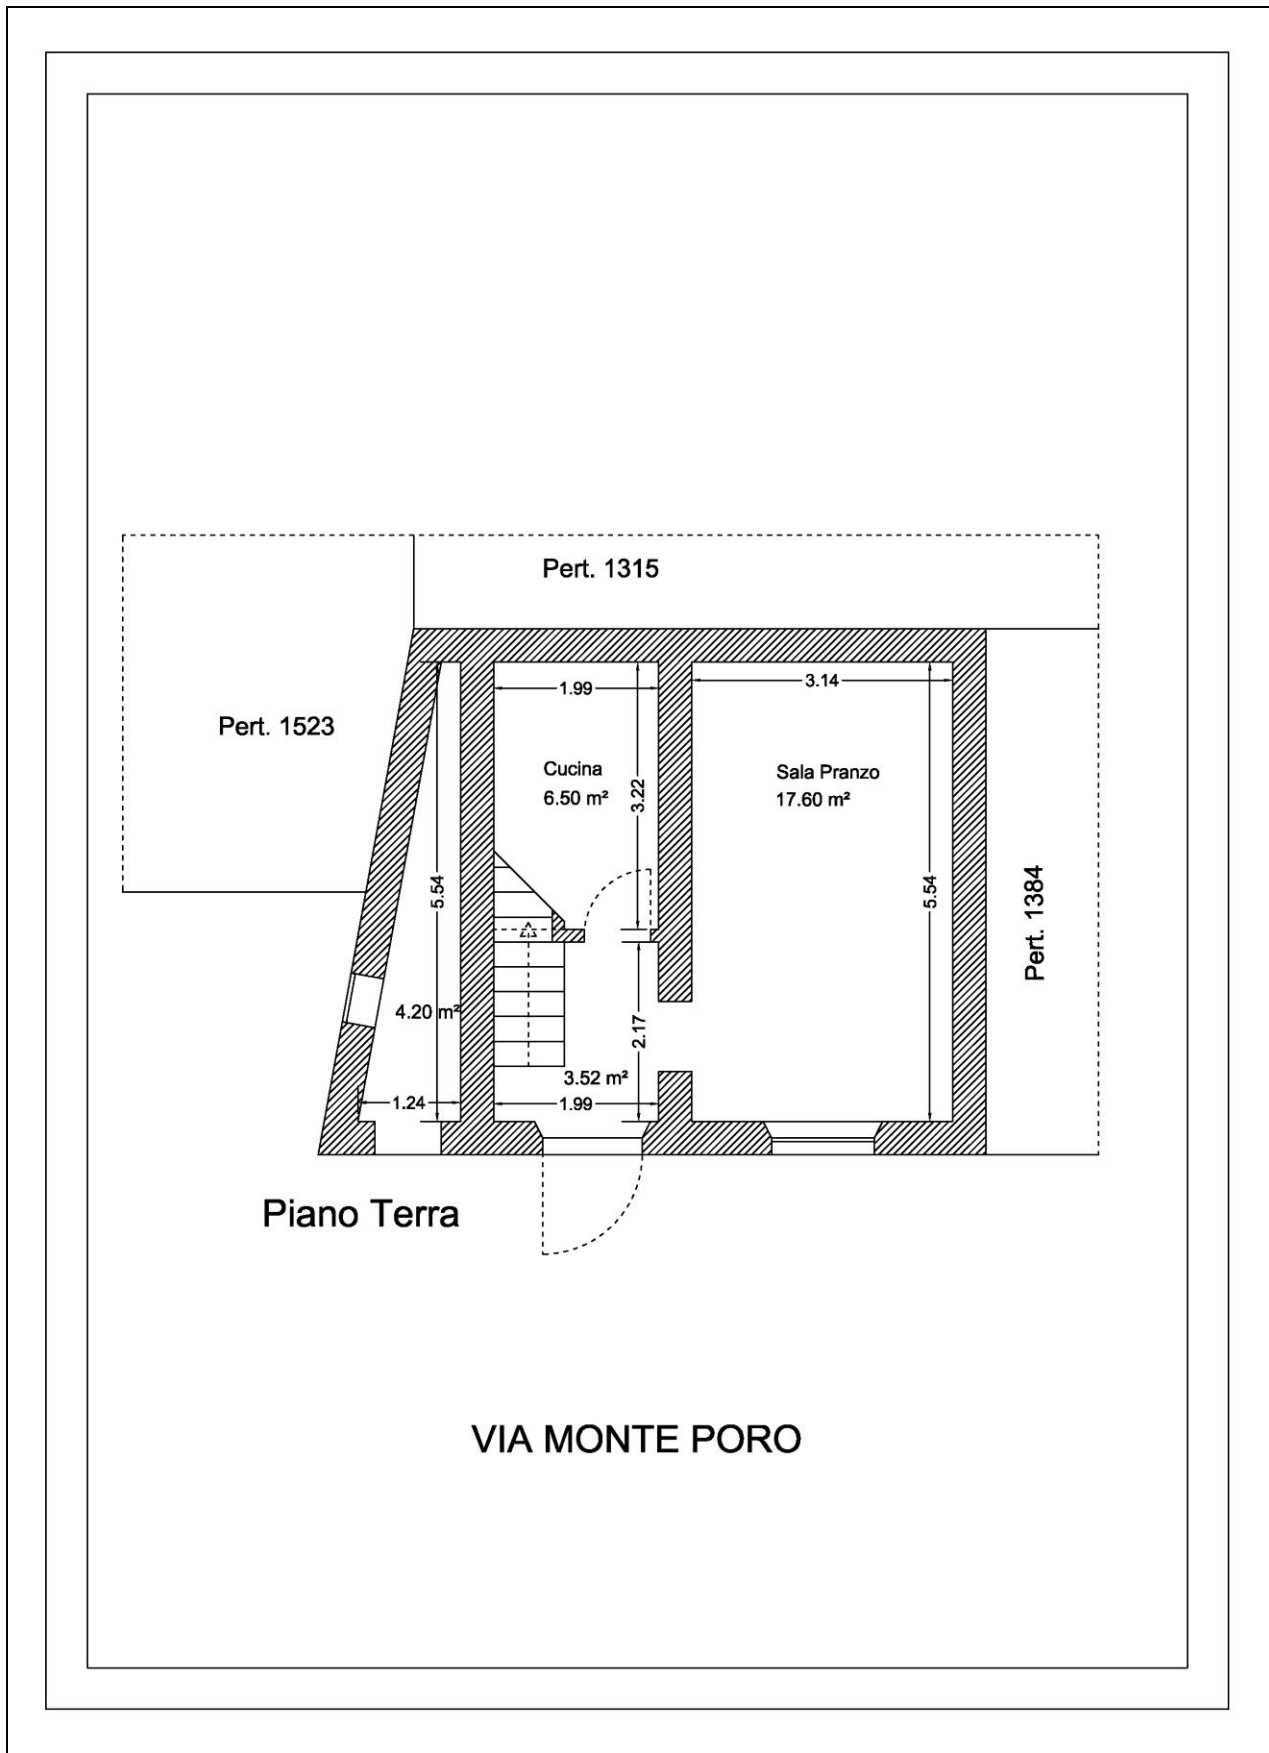 Pert. 1315
Pert. 1523
1.99
3.14
Cucina
6.50 m²
3.22
Sala Pranzo
17.60 m²
5.54
5.54
Pert. 1384
4.20 m²
2.17
3.52 m²
1.24
1.99
Piano Terra
VIA MONTE PORO